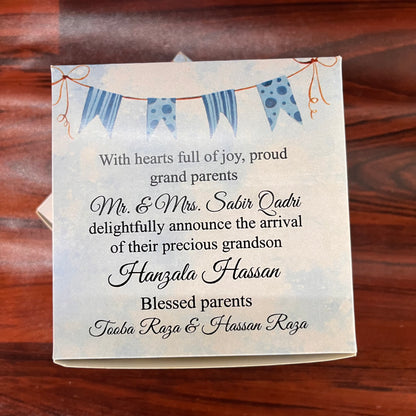 With hearts full of joy, proud
grand parents
Mr. & Mrs. Sabir Qadri
delightfully announce the arrival
of their precious grandson
Hanzala Hassan
Blessed parents
Tooba Raza & Hassan Raza